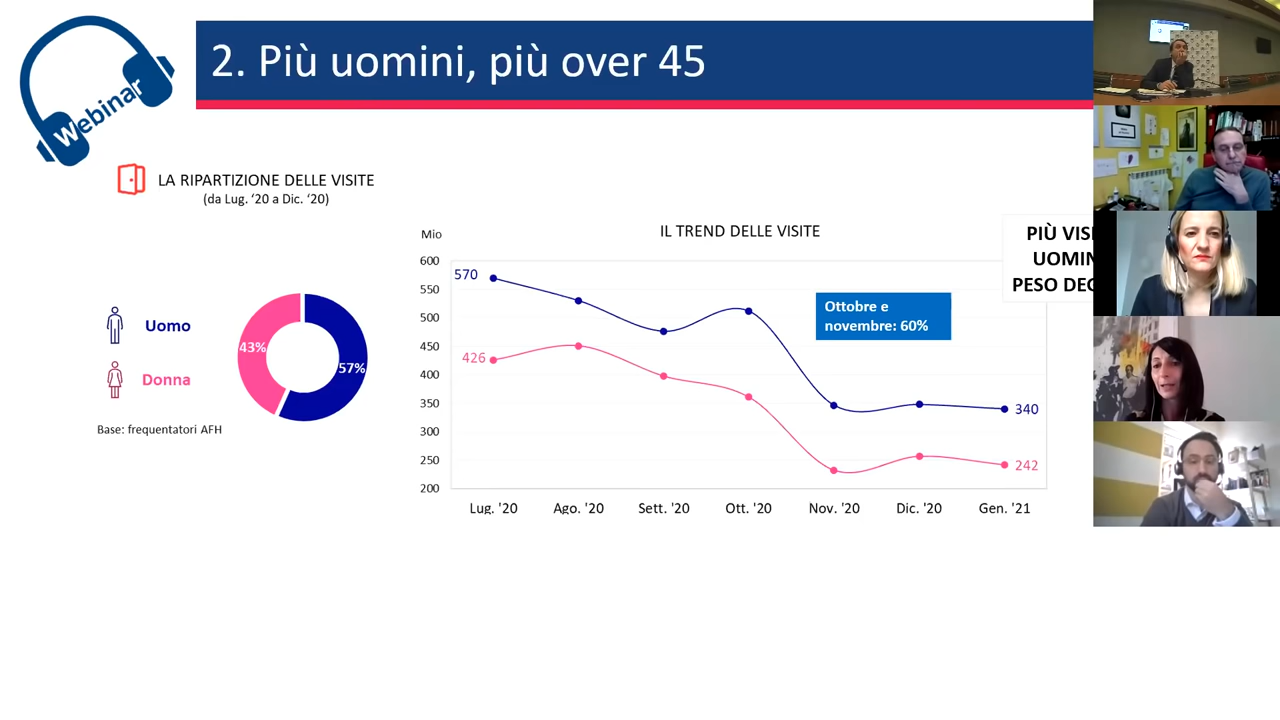 Webinar
2. Più uomini, più over 45
LA RIPARTIZIONE DELLE VISITE
(da Lug. ‘20 a Dic. ‘20)
Uomo
Donna
43%
57%
Base: frequentatori AFH
IL TREND DELLE VISITE
Mio
600
550
500
450
400
350
300
250
200
570
426
340
242
Ottobre e
novembre: 60%
Lug. '20 Ago. '20 Sett. '20 Ott. '20 Nov. '20 Dic. '20 Gen. '21
PIÙ VIS
UOMIN
PESO DEG